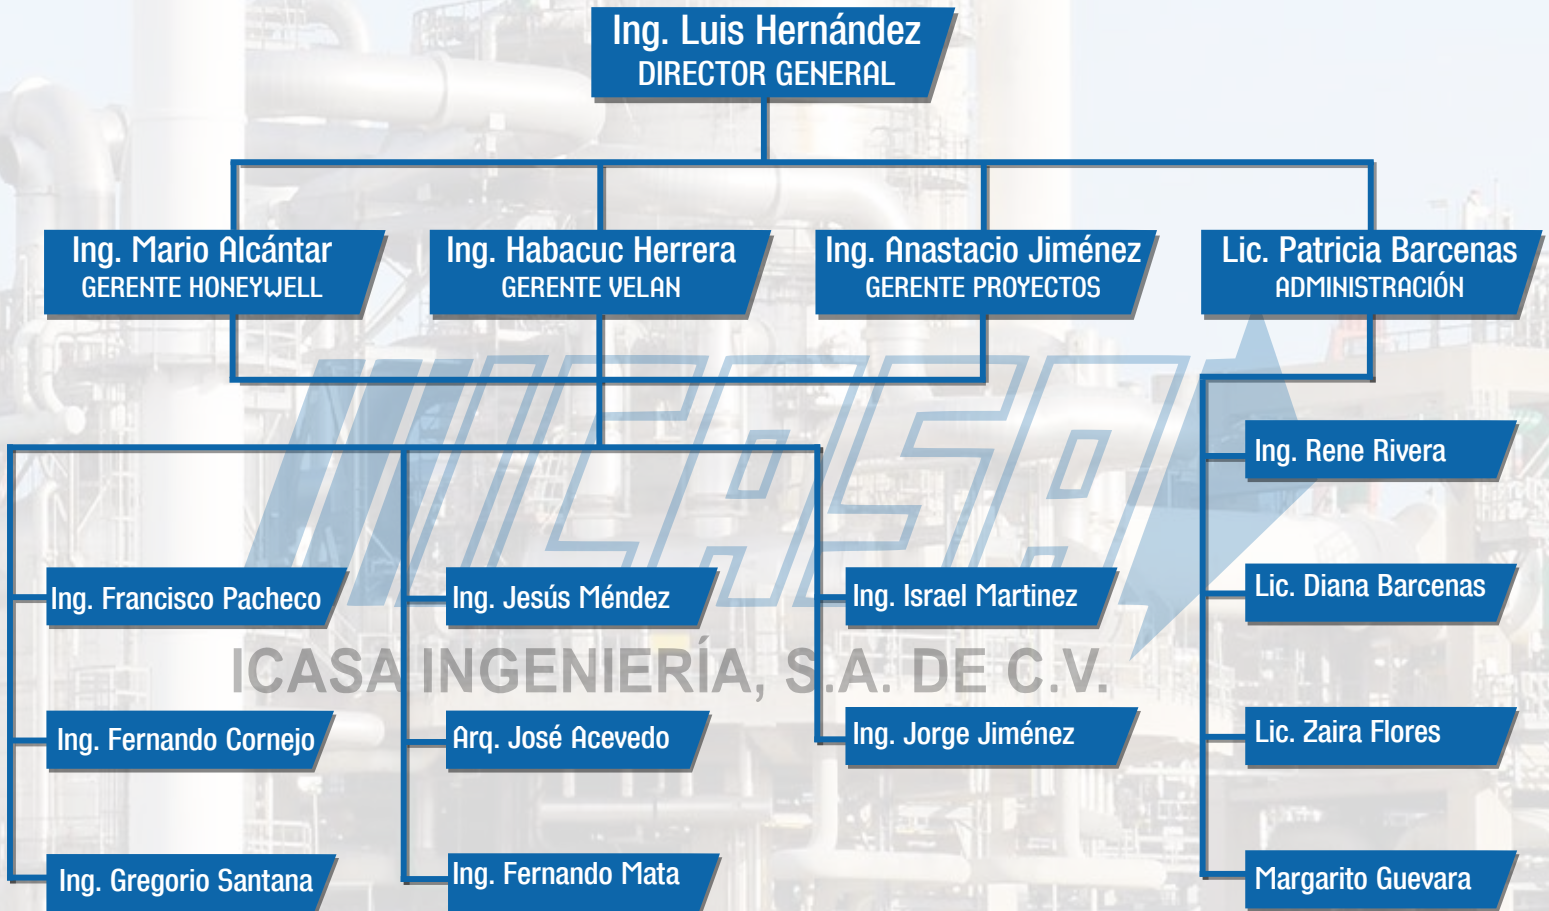 Ing. Luis Hernández
DIRECTOR GENERAL
Ing. Mario Alcántar
GERENTE HONEYWELL
Ing. Habacuc Herrera
GERENTE VELAN
Ing. Anastacio Jiménez
GERENTE PROYECTOS
Lic. Patricia Barcenas
ADMINISTRACIÓN
ICASA
Ing. Rene Rivera
Ing. Francisco Pacheco
Ing. Jesús Méndez
Ing. Israel Martinez
Lic. Diana Barcenas
ICASA INGENIERÍA, S.A. DE C.V.
Ing. Fernando Cornejo
Arq. José Acevedo
Ing. Jorge Jiménez
Lic. Zaira Flores
Ing. Gregorio Santana
Ing. Fernando Mata
Margarito Guevara